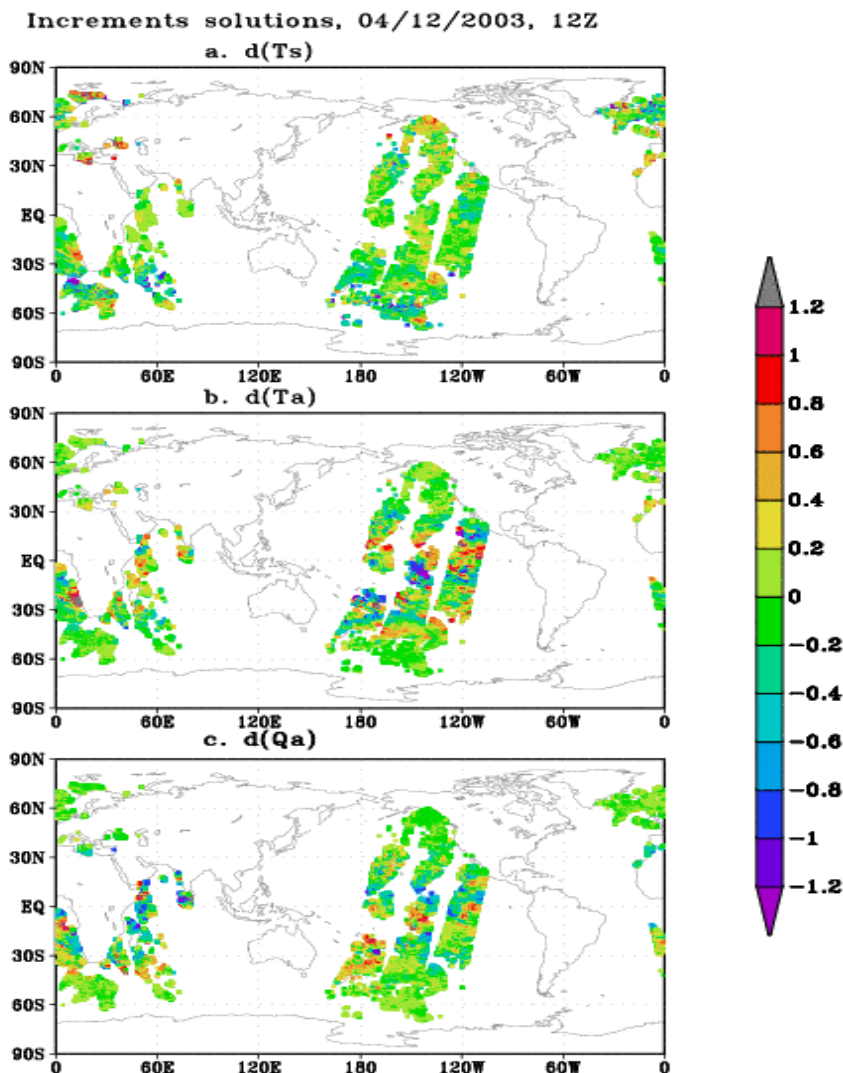 Increments solutions, 04/12/2003, 12Z
a. d(Ts)
90N
60N
30N
EQ
30S
60S
90S
0 60E 120E 180 120W 60W 0
b. d(Ta)
90N
60N
30N
EQ
30S
60S
90S
0 60E 120E 180 120W 60W 0
c. d(Qa)
90N
60N
30N
EQ
30S
60S
90S
0 60E 120E 180 120W 60W 0
1.2
1
0.8
0.6
0.4
0.2
0
-0.2
-0.4
-0.6
-0.8
-1
-1.2